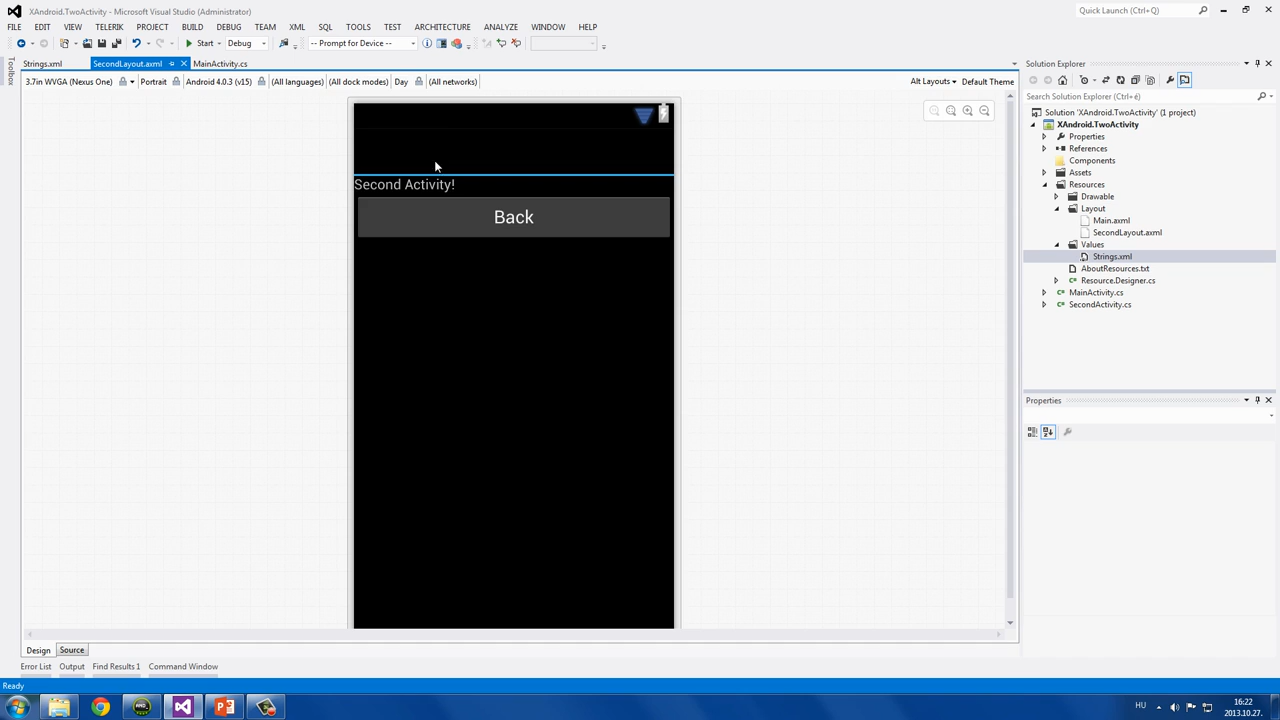 XAndroid.TwoActivity - Microsoft Visual Studio (Administrator)
Quick Launch (Ctrl+Q)
FILE EDIT VIEW TELERIK PROJECT BUILD DEBUG TEAM XML SQL TOOLS TEST ARCHITECTURE ANALYZE WINDOW HELP
Start Debug -- Prompt for Device --
Toolbox
Strings.xml SecondLayout.axml MainActivity.cs
3.7in WVGA (Nexus One) Portrait Android 4.0.3 (v15) (All languages) (All dock modes) Day (All networks) Alt Layouts Default Theme
Second Activity!
Back
Design Source
Error List Output Find Results 1 Command Window
Ready
Solution Explorer
Search Solution Explorer (Ctrl+é)
Solution 'XAndroid.TwoActivity' (1 project)
XAndroid.TwoActivity
Properties
References
Components
Assets
Resources
Drawable
Layout
Main.axml
SecondLayout.axml
Values
Strings.xml
AboutResources.txt
Resource.Designer.cs
MainActivity.cs
SecondActivity.cs
Properties
HU
16:22
2013.10.27.